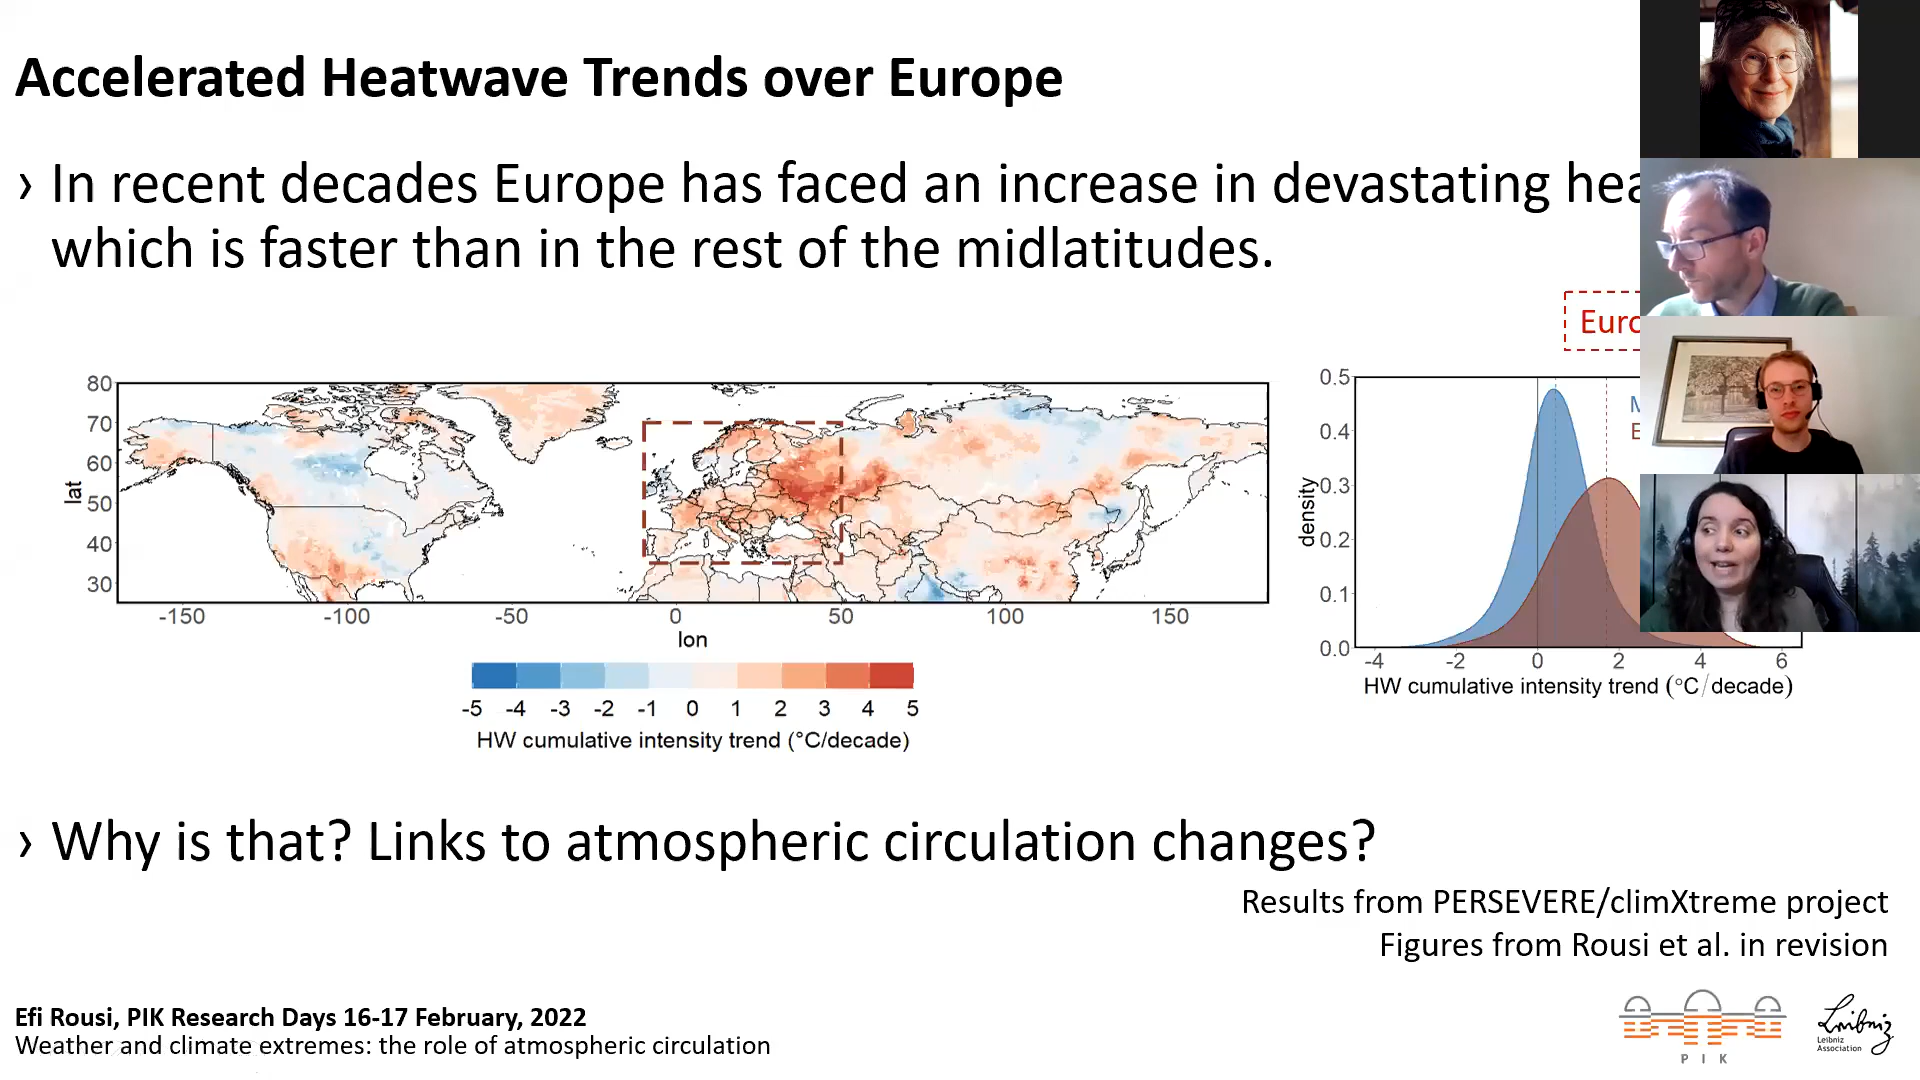 Accelerated Heatwave Trends over Europe
› In recent decades Europe has faced an increase in devastating
which is faster than in the rest of the midlatitudes.
80
70
60
50
40
30
lat
-150 -100 -50 0 50 100 150
lon
-5 -4 -3 -2 -1 0 1 2 3 4 5
HW cumulative intensity trend (°C/decade)
0.5
0.4
0.3
0.2
0.1
0.0
density
-4 -2 0 2 4 6
HW cumulative intensity trend (°C/decade)
› Why is that? Links to atmospheric circulation changes?
Results from PERSEVERE/climXtreme project
Figures from Rousi et al. in revision
Efi Rousi, PIK Research Days 16-17 February, 2022
Weather and climate extremes: the role of atmospheric circulation
PIK
Leibniz
Leibniz
Association